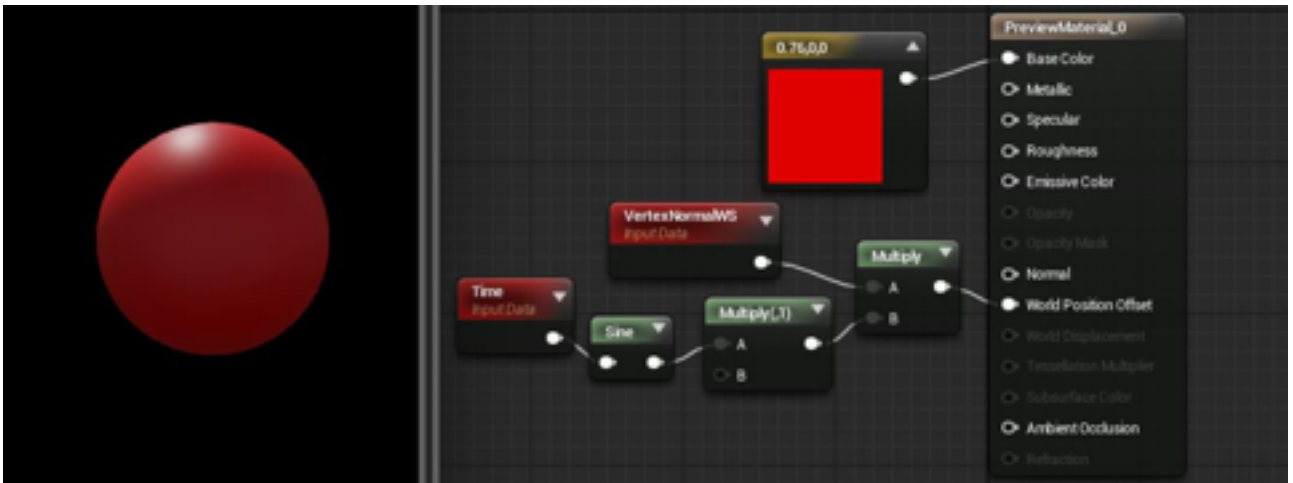 0.76,0,0
PreviewMaterial_0
Base Color
Metallic
Specular
Roughness
Emissive Color
Opacity
Opacity Mask
Normal
World Position Offset
World Displacement
Tessellation Multiplier
Subsurface Color
Ambient Occlusion
Refraction
VertexNormalWS
Input Data
Multiply
A
B
Time
Input Data
Sine
Multiply(,1)
A
B